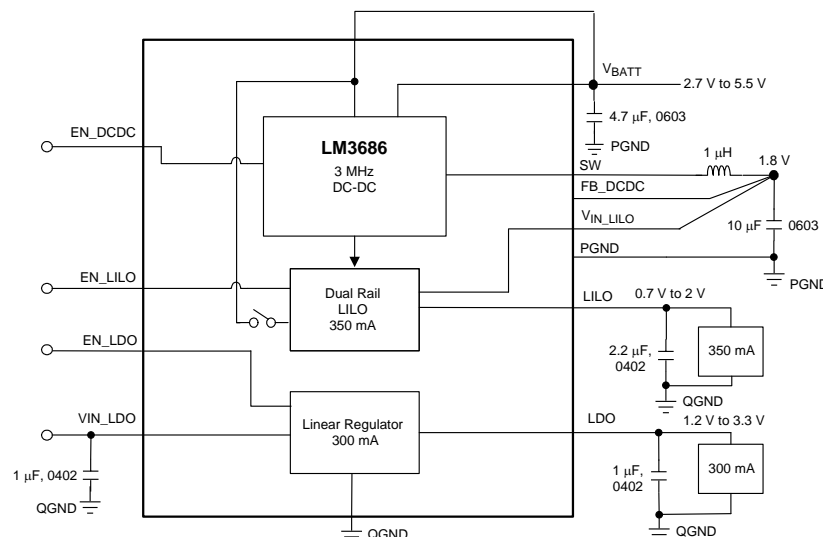 VBATT
2.7 V to 5.5 V
4.7 µF, 0603
PGND
EN_DCDC
LM3686
3 MHz
DC-DC
SW
1 µH
1.8 V
FB_DCDC
VIN_LILO
10 µF
0603
PGND
PGND
EN_LILO
Dual Rail
LILO
350 mA
LILO
0.7 V to 2 V
2.2 µF,
0402
350 mA
QGND
EN_LDO
VIN_LDO
1 µF, 0402
QGND
Linear Regulator
300 mA
LDO
1.2 V to 3.3 V
1 µF,
0402
300 mA
QGND
QGND